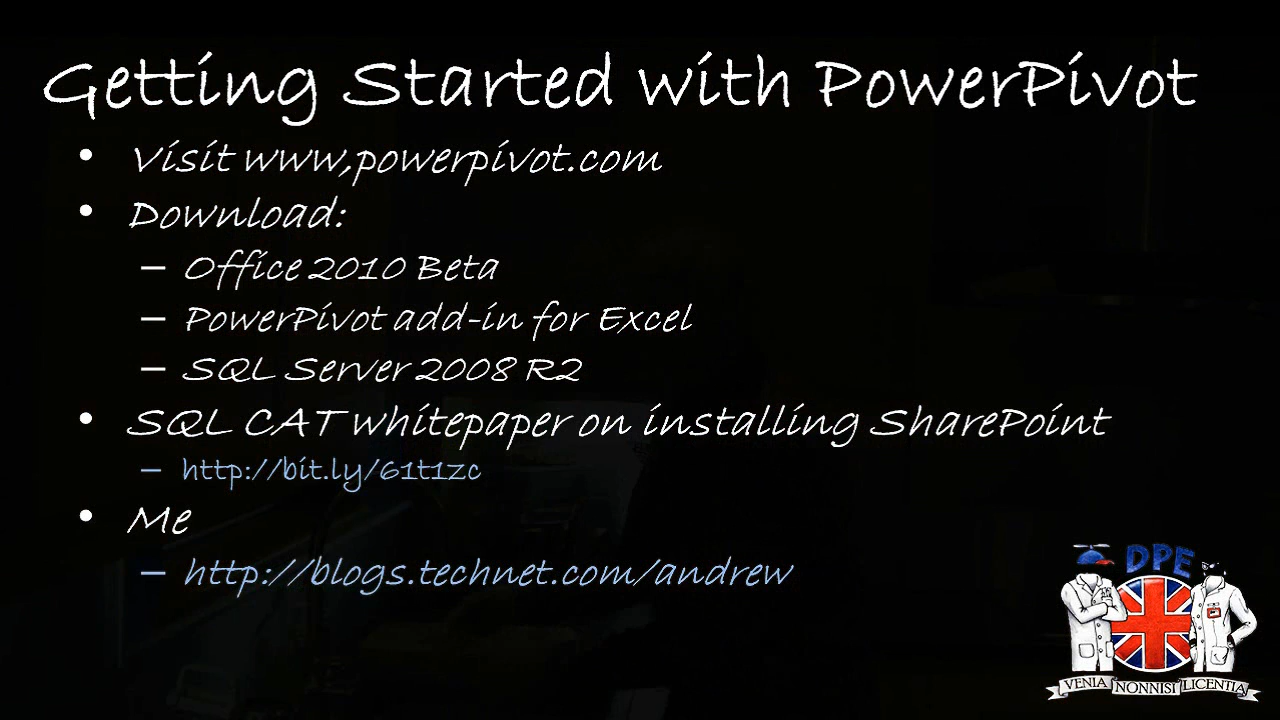 Getting Started with PowerPivot
• Visit www,powerpivot.com
• Download:
– Office 2010 Beta
– PowerPivot add-in for Excel
– SQL Server 2008 R2
• SQL CAT whitepaper on installing SharePoint
– http://bit.ly/61t1zc
• Me
– http://blogs.technet.com/andrew
DPE
VENIA NONNISI LICENTIA